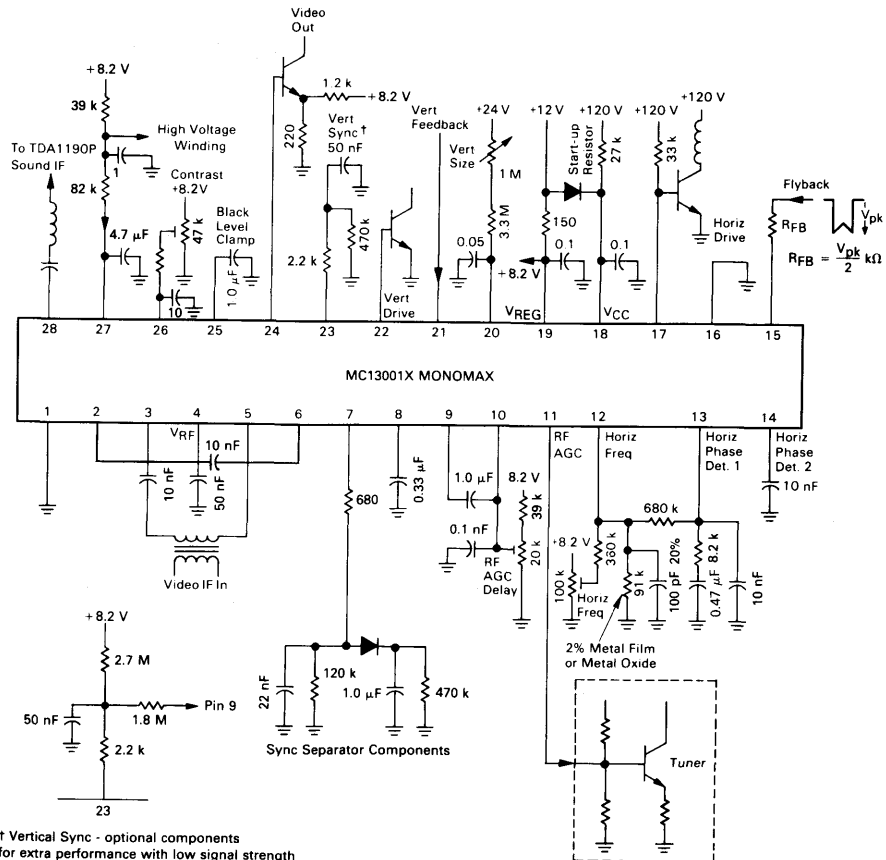 Video
Out
+8.2 V
39 k
High Voltage
Winding
1
82 k
To TDA1190P
Sound IF
4.7 µF
Contrast
+8.2V
47 k
10
Black
Level
Clamp
1.0 µF
1.2 k
+8.2 V
220
Vert
Sync †
50 nF
470 k
2.2 k
Vert
Drive
Vert
Feedback
+24 V
Vert
Size
1 M
3.3 M
0.05
+12 V
Start-up
Resistor
150
+8.2 V
0.1
+120 V
27 k
0.1
+120 V
33 k
+120 V
Horiz
Drive
Flyback
Vpk
RFB
RFB = Vpk/2 kΩ
VREG
VCC
28 27 26 25 24 23 22 21 20 19 18 17 16 15
MC13001X MONOMAX
1 2 3 4 5 6 7 8 9 10 11 12 13 14
VRF
10 nF
10 nF
50 nF
Video IF In
680
0.33 µF
1.0 µF
0.1 nF
8.2 V
39 k
20 k
RF
AGC
Delay
RF
AGC
Horiz
Freq
+8.2 V
100 k
Horiz
Freq
360 k
91 k
680 k
100 pF 20%
0.47 µF 8.2 k
10 nF
Horiz
Phase
Det. 1
Horiz
Phase
Det. 2
10 nF
2% Metal Film
or Metal Oxide
22 nF
120 k
1.0 µF
470 k
Sync Separator Components
Tuner
+8.2 V
2.7 M
50 nF
1.8 M
Pin 9
2.2 k
23
† Vertical Sync - optional components
for extra performance with low signal strength